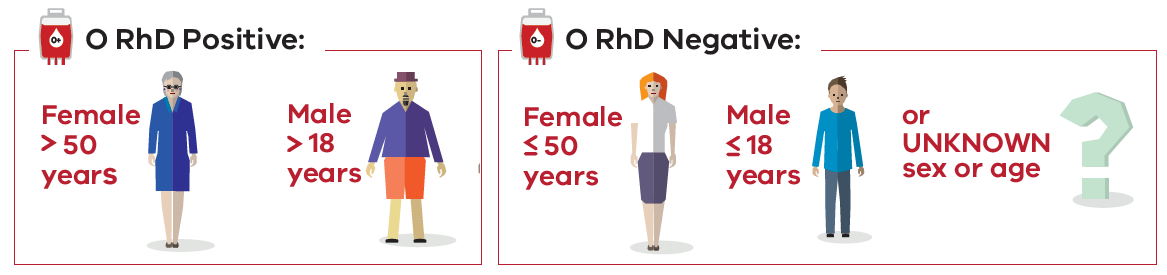 O+
O RhD Positive:
Female
> 50
years
Male
> 18
years
O-
O RhD Negative:
Female
≤ 50
years
Male
≤ 18
years
or
UNKNOWN
sex or age
?